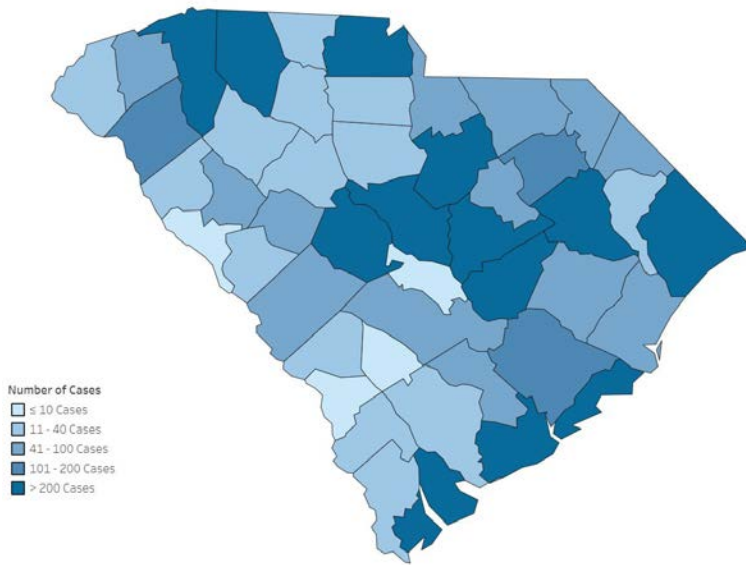 Number of Cases
≤ 10 Cases
11 - 40 Cases
41 - 100 Cases
101 - 200 Cases
> 200 Cases